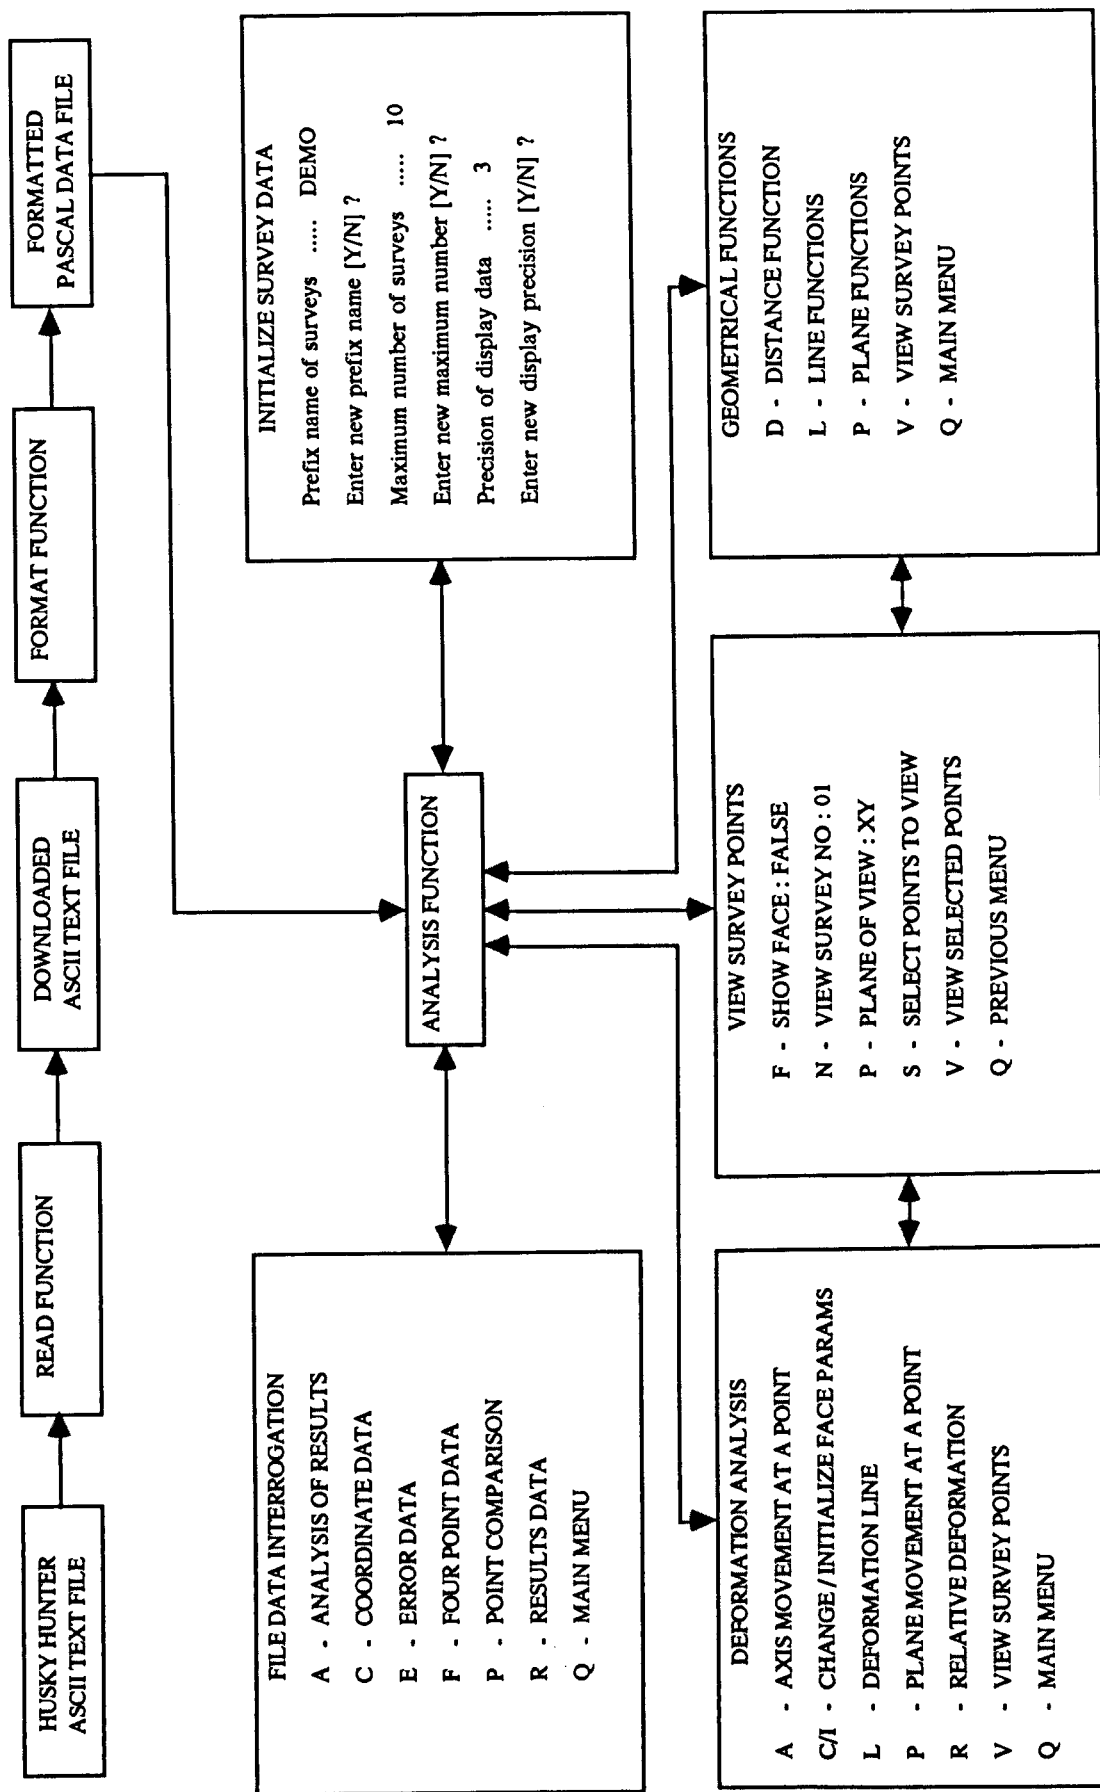 HUSKY HUNTER
ASCII TEXT FILE
READ FUNCTION
DOWNLOADED
ASCII TEXT FILE
FORMAT FUNCTION
FORMATTED
PASCAL DATA FILE
FILE DATA INTERROGATION
A - ANALYSIS OF RESULTS
C - COORDINATE DATA
E - ERROR DATA
F - FOUR POINT DATA
P - POINT COMPARISON
R - RESULTS DATA
Q - MAIN MENU
ANALYSIS FUNCTION
INITIALIZE SURVEY DATA
Prefix name of surveys ..... DEMO
Enter new prefix name [Y/N] ?
Maximum number of surveys ..... 10
Enter new maximum number [Y/N] ?
Precision of display data ..... 3
Enter new display precision [Y/N] ?
DEFORMATION ANALYSIS
A - AXIS MOVEMENT AT A POINT
C/I - CHANGE / INITIALIZE FACE PARAMS
L - DEFORMATION LINE
P - PLANE MOVEMENT AT A POINT
R - RELATIVE DEFORMATION
V - VIEW SURVEY POINTS
Q - MAIN MENU
VIEW SURVEY POINTS
F - SHOW FACE : FALSE
N - VIEW SURVEY NO : 01
P - PLANE OF VIEW : XY
S - SELECT POINTS TO VIEW
V - VIEW SELECTED POINTS
Q - PREVIOUS MENU
GEOMETRICAL FUNCTIONS
D - DISTANCE FUNCTION
L - LINE FUNCTIONS
P - PLANE FUNCTIONS
V - VIEW SURVEY POINTS
Q - MAIN MENU